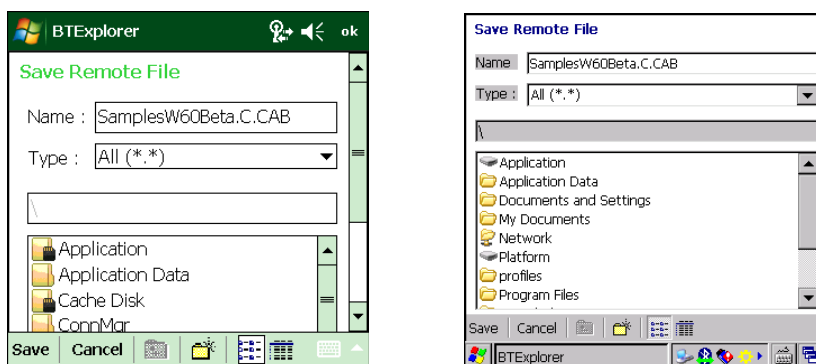 BTExplorer ok
Save Remote File
Name : SamplesW60Beta.C.CAB
Type : All (*.*)
\
Application
Application Data
Cache Disk
ConnMgr
Save Cancel
Save Remote File
Name SamplesW60Beta.C.CAB
Type : All (*.*)
\
Application
Application Data
Documents and Settings
My Documents
Network
Platform
profiles
Program Files
Save Cancel
BTExplorer